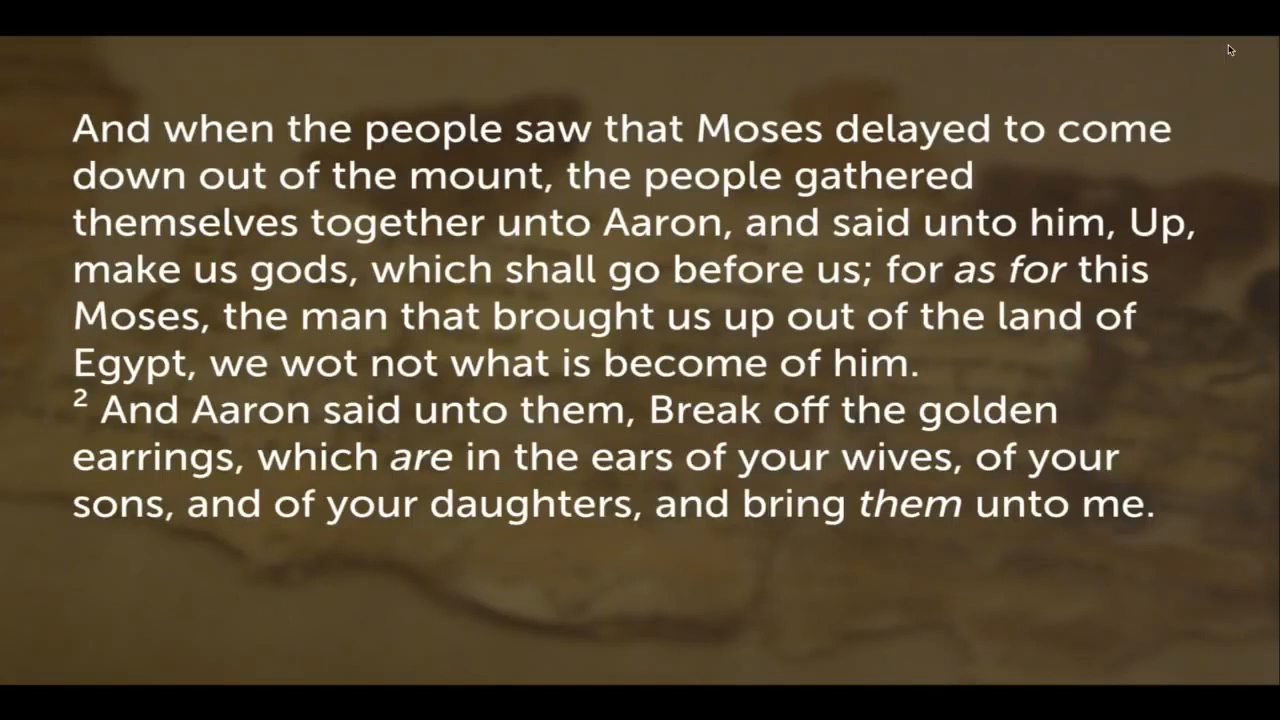 And when the people saw that Moses delayed to come
down out of the mount, the people gathered
themselves together unto Aaron, and said unto him, Up,
make us gods, which shall go before us; for as for this
Moses, the man that brought us up out of the land of
Egypt, we wot not what is become of him.
2 And Aaron said unto them, Break off the golden
earrings, which are in the ears of your wives, of your
sons, and of your daughters, and bring them unto me.